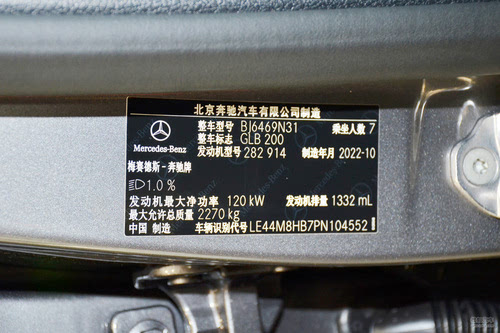 北京奔驰汽车有限公司制造
整车型号 BJ6469N31 乘坐人数 7
整车标志 GLB 200
发动机型号 282 914 制造年月 2022-10
Mercedes-Benz
梅赛德斯-奔驰牌
1.0 %
发动机最大净功率 120 kW 发动机排量 1332 mL
最大允许总质量 2270 kg
中国 制造 车辆识别代号 LE44M8HB7PN104552